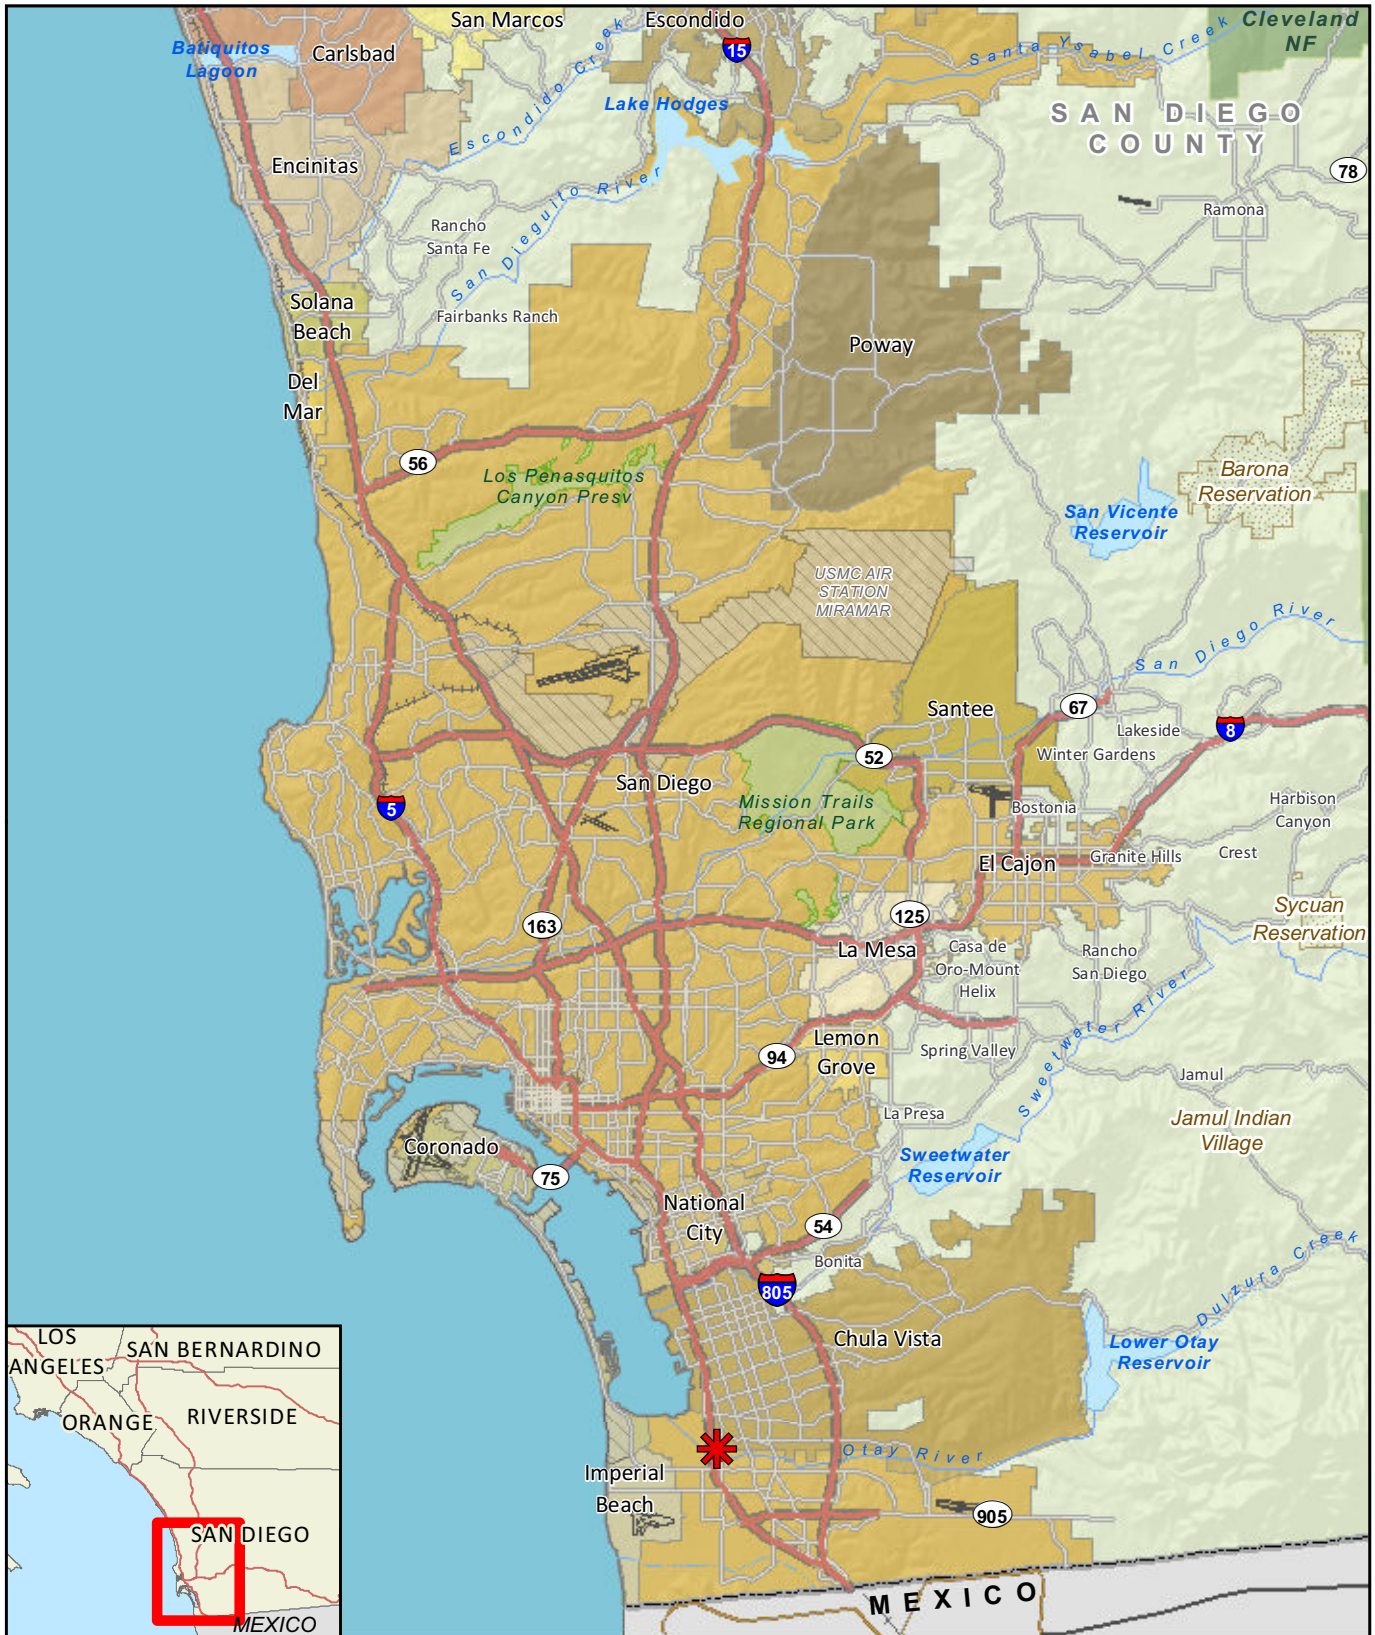 San Marcos
Escondido
Cleveland
NF
Batiquitos
Lagoon
Carlsbad
15
Santa Ysabel Creek
Escondido Creek
Lake Hodges
SAN DIEGO
COUNTY
Encinitas
78
San Dieguito River
Ramona
Rancho
Santa Fe
Solana
Beach
Fairbanks Ranch
Poway
Del
Mar
56
Los Penasquitos
Canyon Presv
Barona
Reservation
San Vicente
Reservoir
USMC AIR
STATION
MIRAMAR
San Diego River
Santee
67
Lakeside
8
Winter Gardens
52
San Diego
Mission Trails
Regional Park
5
Bostonia
Harbison
Canyon
El Cajon
Granite Hills
Crest
163
125
Sycuan
Reservation
La Mesa
Casa de
Oro-Mount
Helix
Rancho
San Diego
Sweetwater River
94
Lemon
Grove
Spring Valley
Jamul
La Presa
Jamul Indian
Village
Coronado
75
Sweetwater
Reservoir
National
City
54
Bonita
805
Dulzura Creek
Chula Vista
Lower Otay
Reservoir
Otay River
Imperial
Beach
905
MEXICO
LOS
ANGELES
SAN BERNARDINO
ORANGE
RIVERSIDE
SAN DIEGO
MEXICO